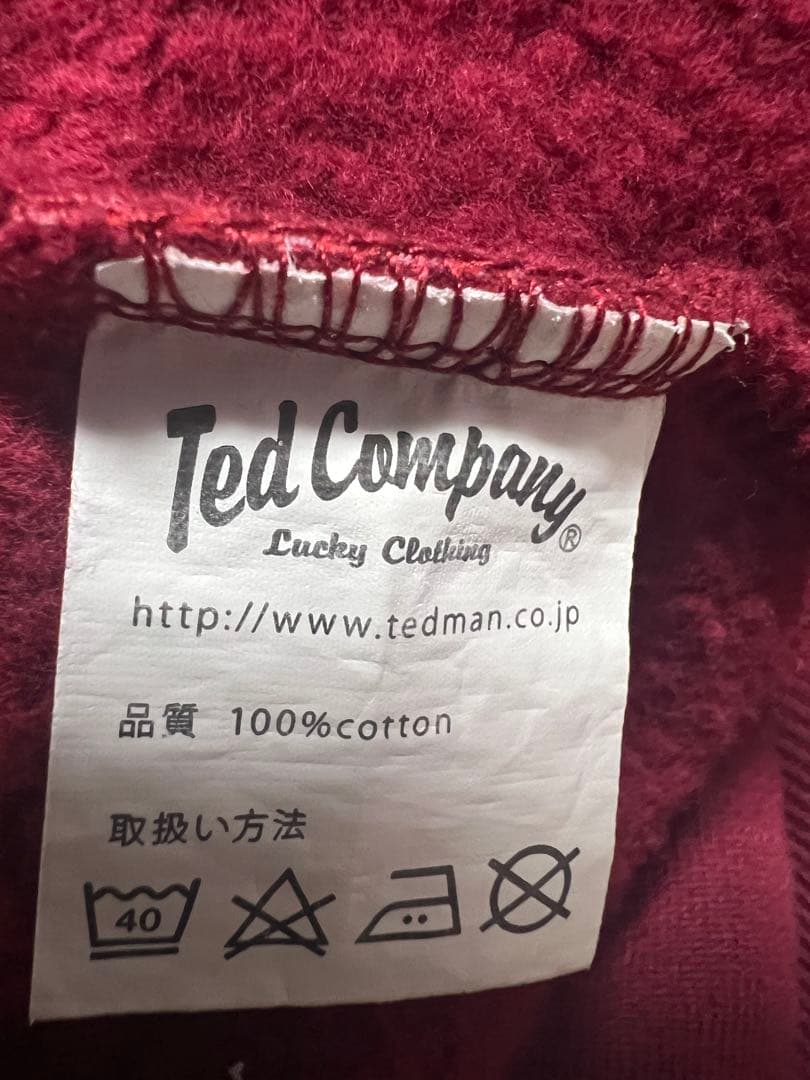 Ted Company®
Lucky Clothing
http://www.tedman.co.jp
品質 100%cotton
取扱い方法
40